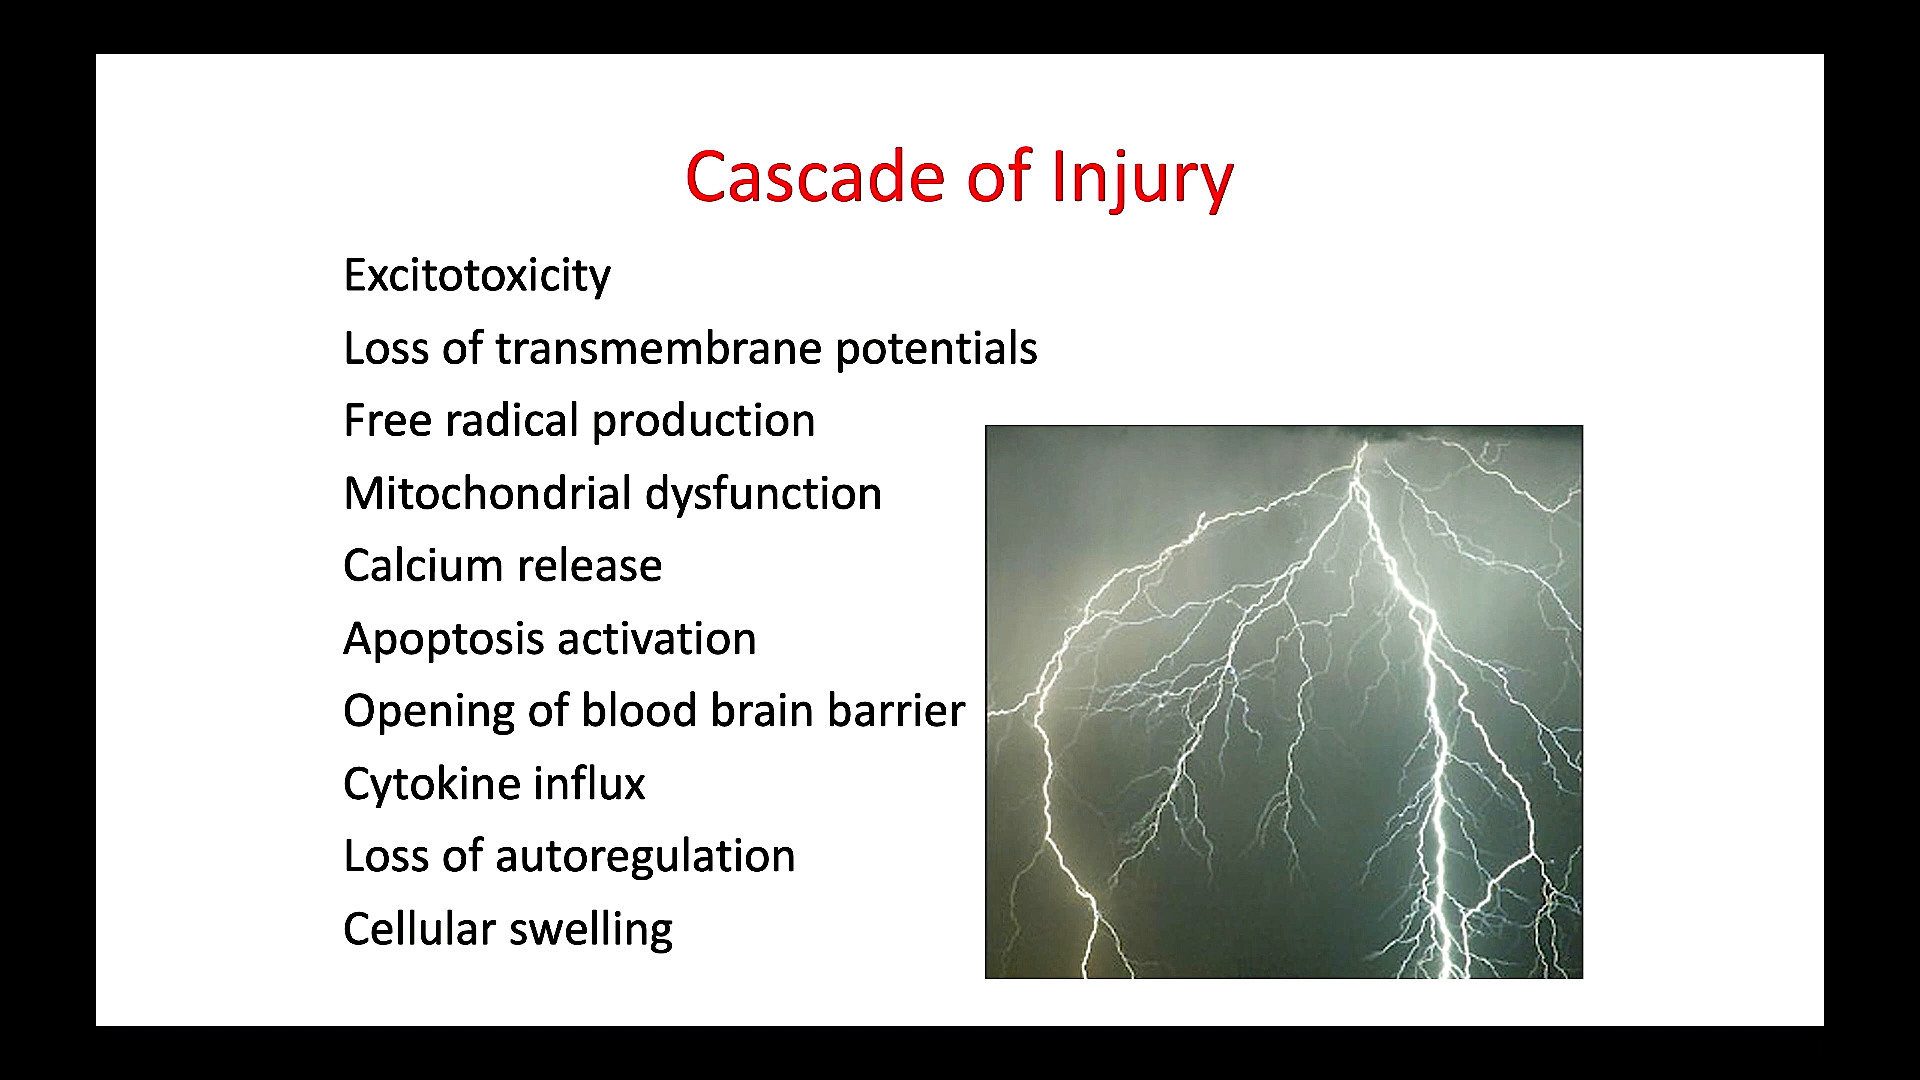 Cascade of Injury
Excitotoxicity
Loss of transmembrane potentials
Free radical production
Mitochondrial dysfunction
Calcium release
Apoptosis activation
Opening of blood brain barrier
Cytokine influx
Loss of autoregulation
Cellular swelling